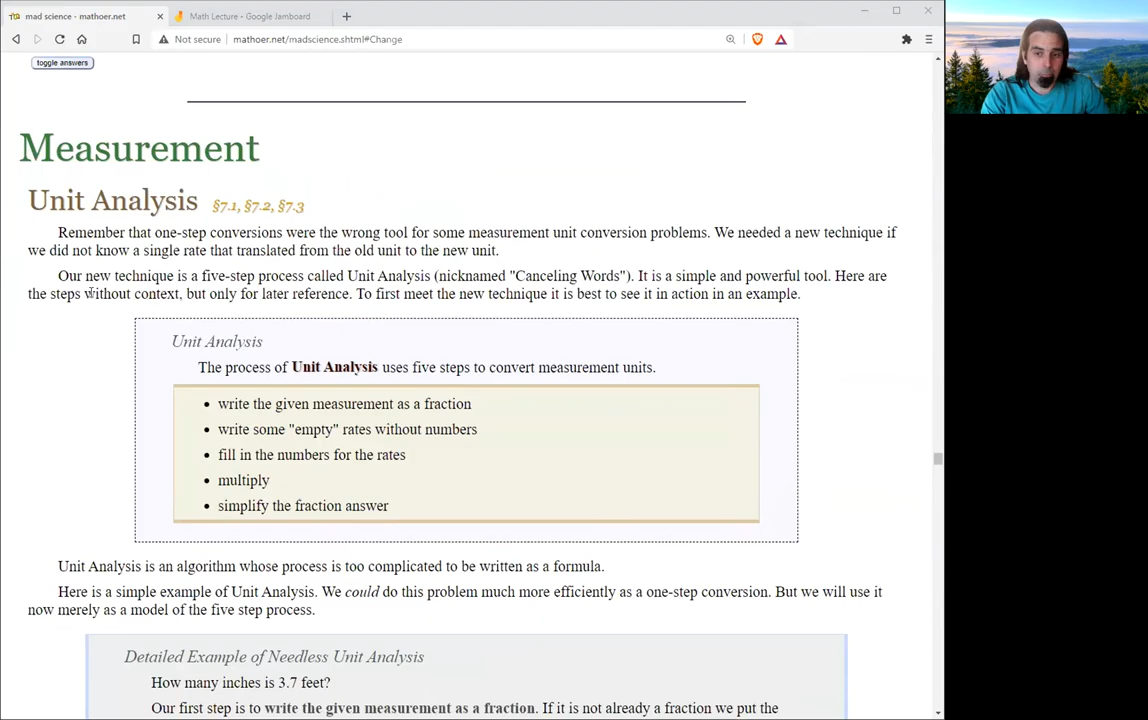 mad science - mathoer.net
Math Lecture - Google Jamboard
Not secure
mathoer.net/madscience.shtml#Change
toggle answers
Measurement
Unit Analysis §7.1, §7.2, §7.3
Remember that one-step conversions were the wrong tool for some measurement unit conversion problems. We needed a new technique if
we did not know a single rate that translated from the old unit to the new unit.
Our new technique is a five-step process called Unit Analysis (nicknamed "Canceling Words"). It is a simple and powerful tool. Here are
the steps without context, but only for later reference. To first meet the new technique it is best to see it in action in an example.
Unit Analysis
The process of Unit Analysis uses five steps to convert measurement units.
• write the given measurement as a fraction
• write some "empty" rates without numbers
• fill in the numbers for the rates
• multiply
• simplify the fraction answer
Unit Analysis is an algorithm whose process is too complicated to be written as a formula.
Here is a simple example of Unit Analysis. We could do this problem much more efficiently as a one-step conversion. But we will use it
now merely as a model of the five step process.
Detailed Example of Needless Unit Analysis
How many inches is 3.7 feet?
Our first step is to write the given measurement as a fraction. If it is not already a fraction we put the